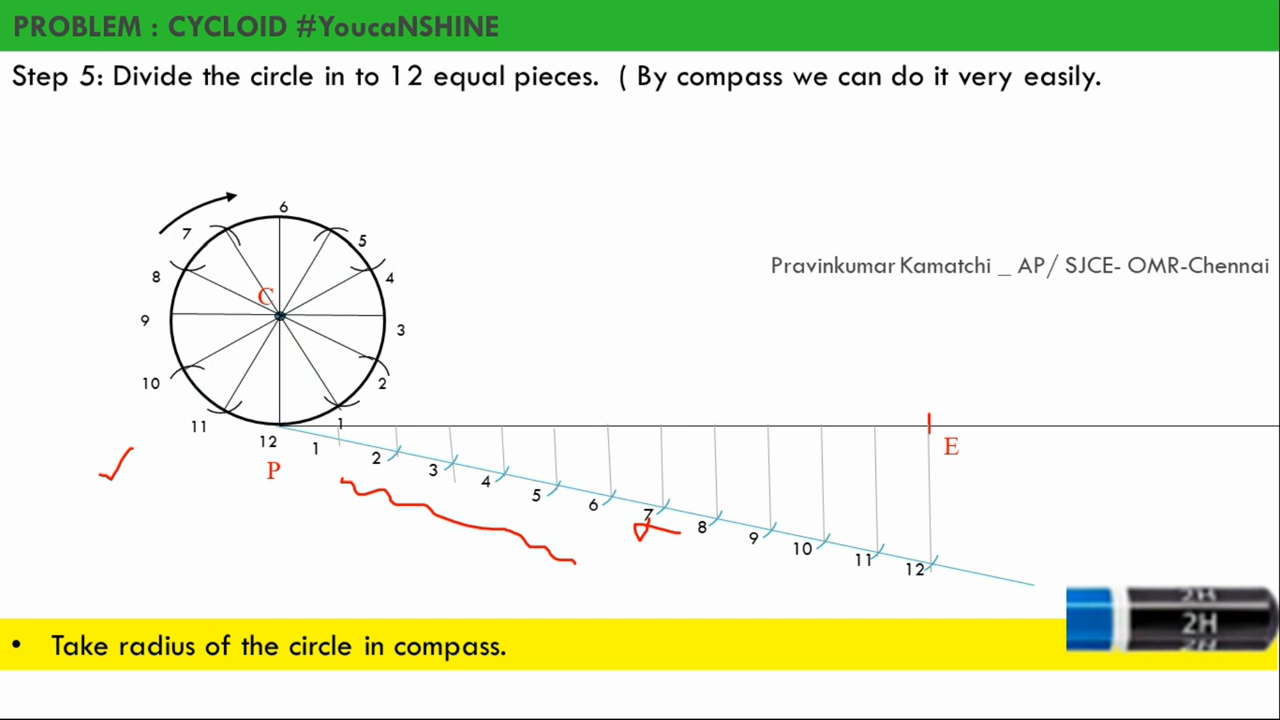 PROBLEM : CYCLOID #YoucaNSHINE
Step 5: Divide the circle in to 12 equal pieces.  ( By compass we can do it very easily.
6
7
5
8
4
Pravinkumar Kamatchi _ AP/ SJCE- OMR-Chennai
C
9
3
10
2
11
1
12
1
E
P
2
3
4
5
6
7
8
9
10
11
12
2H
2H
2H
• Take radius of the circle in compass.